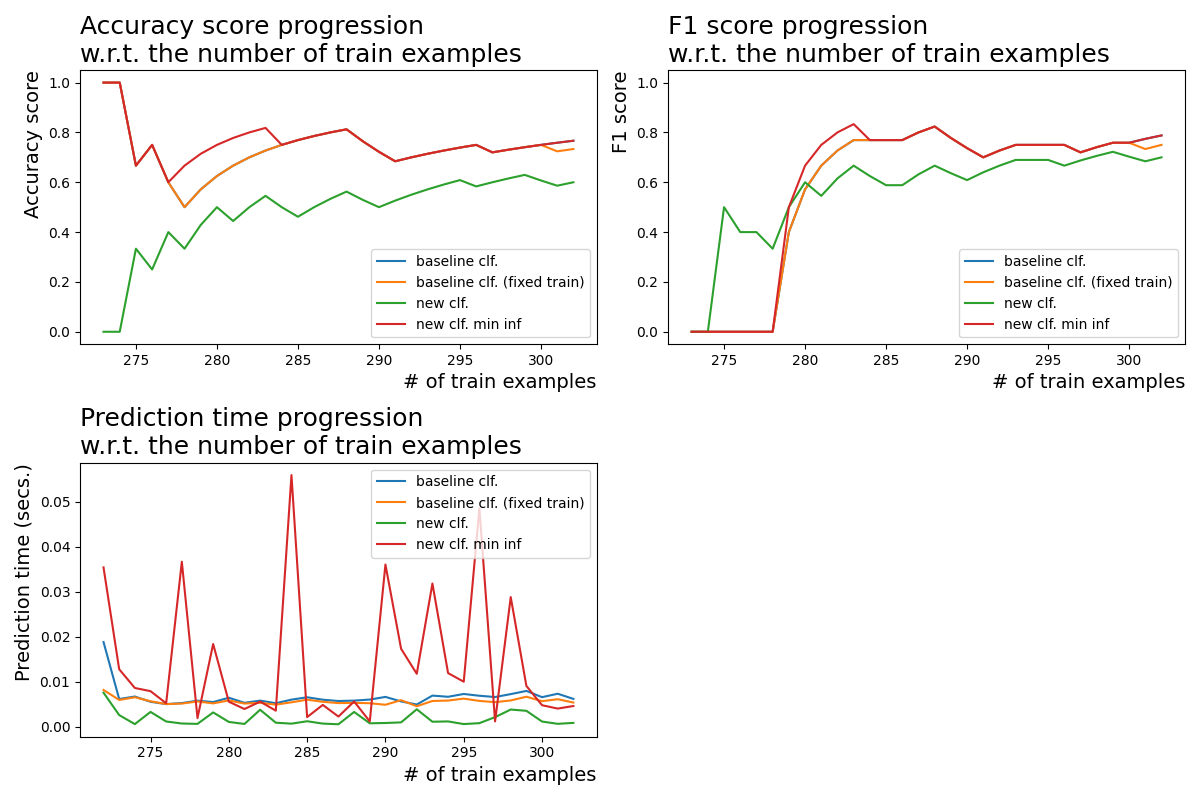 Accuracy score progression
w.r.t. the number of train examples
Accuracy score
1.0
0.8
0.6
0.4
0.2
0.0
275
280
285
290
295
300
# of train examples
baseline clf.
baseline clf. (fixed train)
new clf.
new clf. min inf
F1 score progression
w.r.t. the number of train examples
F1 score
1.0
0.8
0.6
0.4
0.2
0.0
275
280
285
290
295
300
# of train examples
baseline clf.
baseline clf. (fixed train)
new clf.
new clf. min inf
Prediction time progression
w.r.t. the number of train examples
Prediction time (secs.)
0.05
0.04
0.03
0.02
0.01
0.00
275
280
285
290
295
300
# of train examples
baseline clf.
baseline clf. (fixed train)
new clf.
new clf. min inf